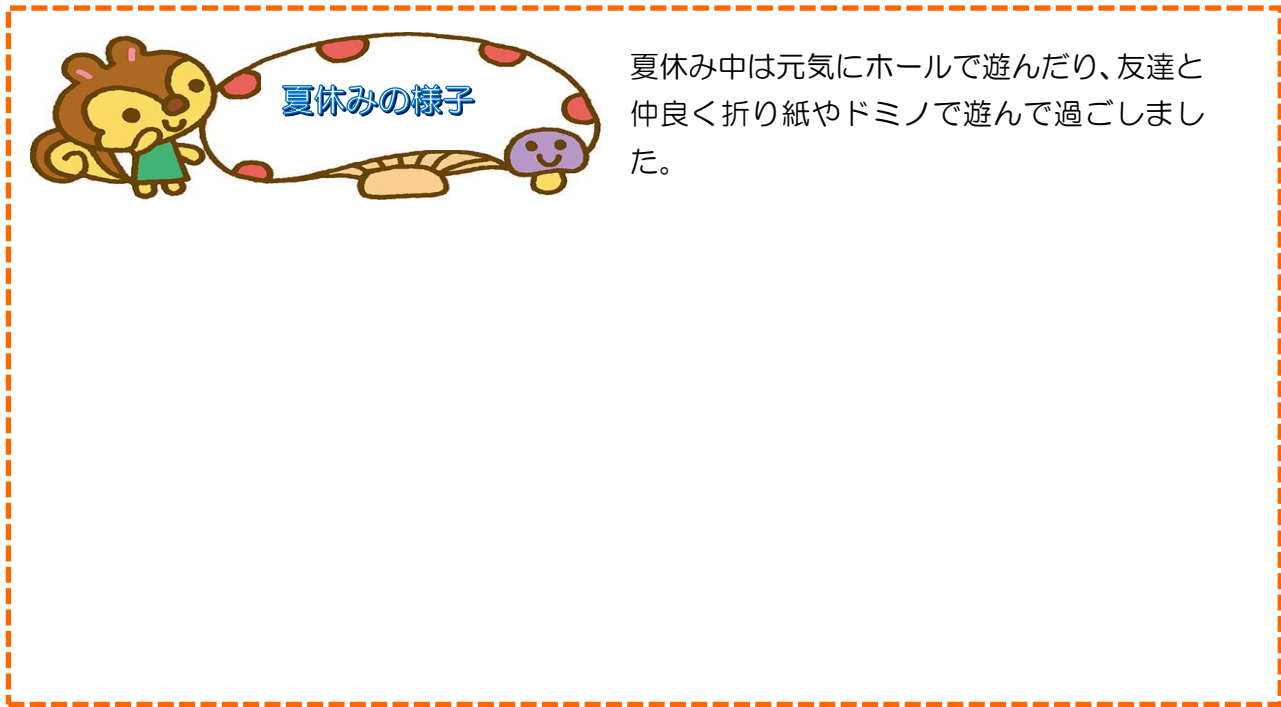 夏休みの様子
夏休み中は元気にホールで遊んだり、友達と
仲良く折り紙やドミノで遊んで過ごしまし
た。